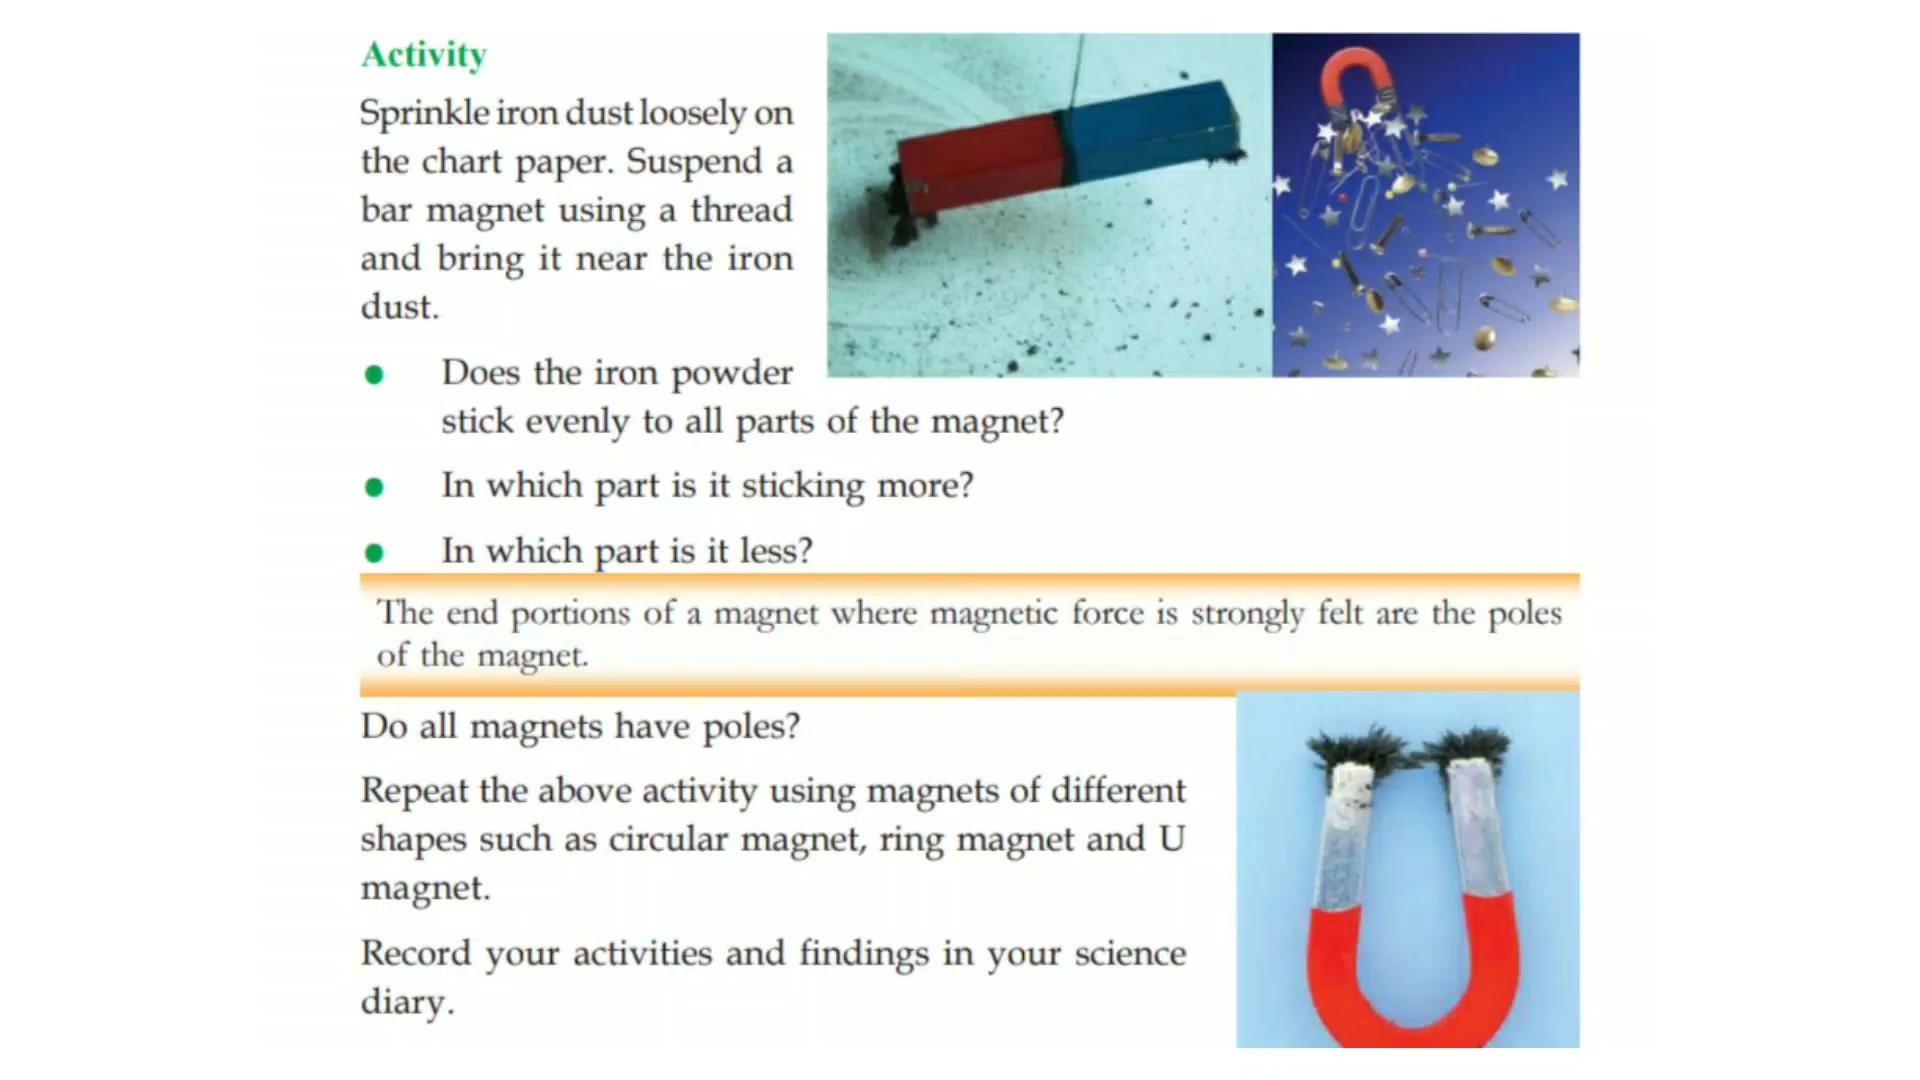 Activity
Sprinkle iron dust loosely on
the chart paper. Suspend a
bar magnet using a thread
and bring it near the iron
dust.
● Does the iron powder
stick evenly to all parts of the magnet?
● In which part is it sticking more?
● In which part is it less?
The end portions of a magnet where magnetic force is strongly felt are the poles
of the magnet.
Do all magnets have poles?
Repeat the above activity using magnets of different
shapes such as circular magnet, ring magnet and U
magnet.
Record your activities and findings in your science
diary.